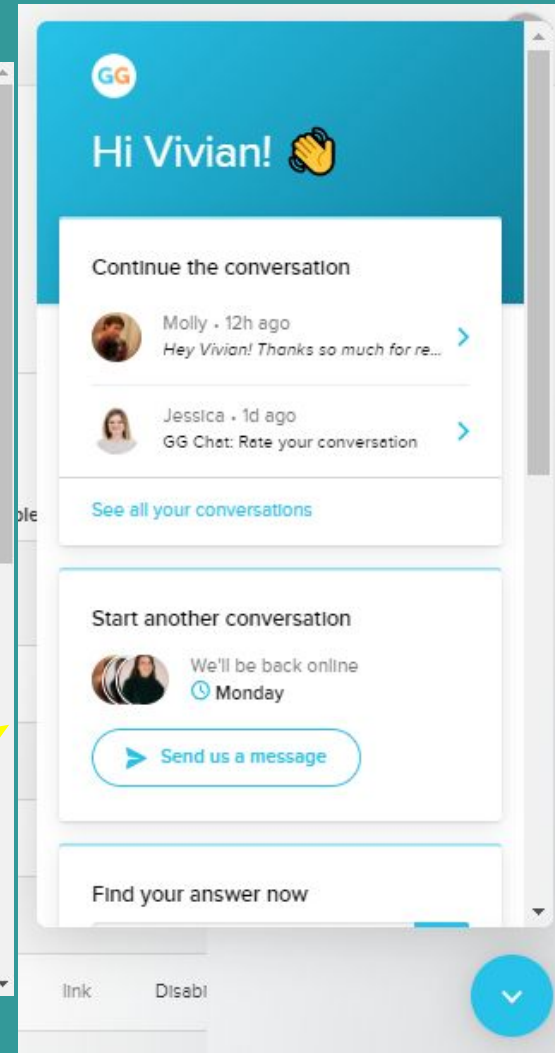 GG
Hi Vivian!
Continue the conversation
Molly • 12h ago
Hey Vivian! Thanks so much for re...
Jessica • 1d ago
GG Chat: Rate your conversation
See all your conversations
Start another conversation
We'll be back online
Monday
Send us a message
Find your answer now
link